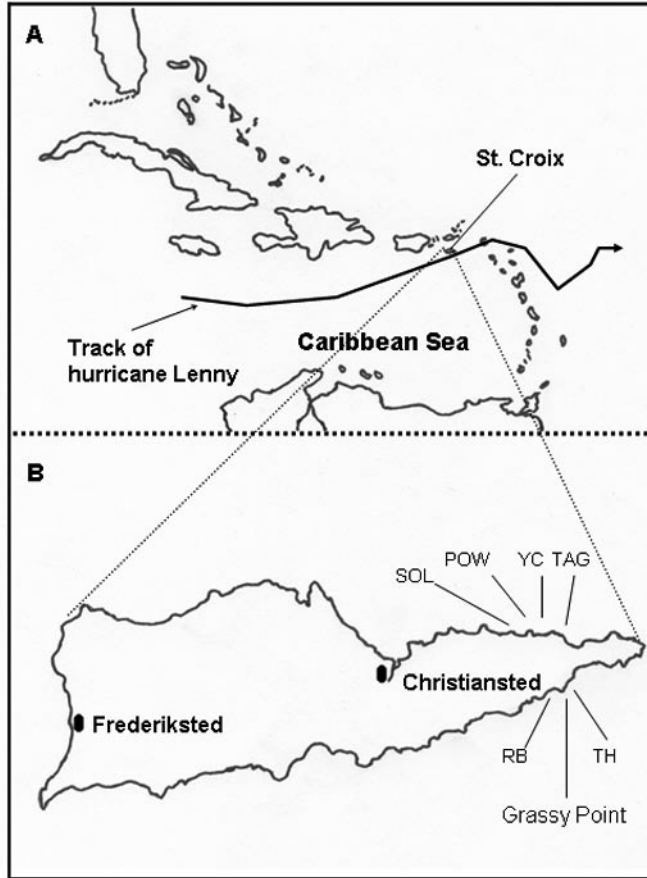 A
St. Croix
Caribbean Sea
Track of
hurricane Lenny
B
POW YC TAG
SOL
Christiansted
Frederiksted
RB TH
Grassy Point